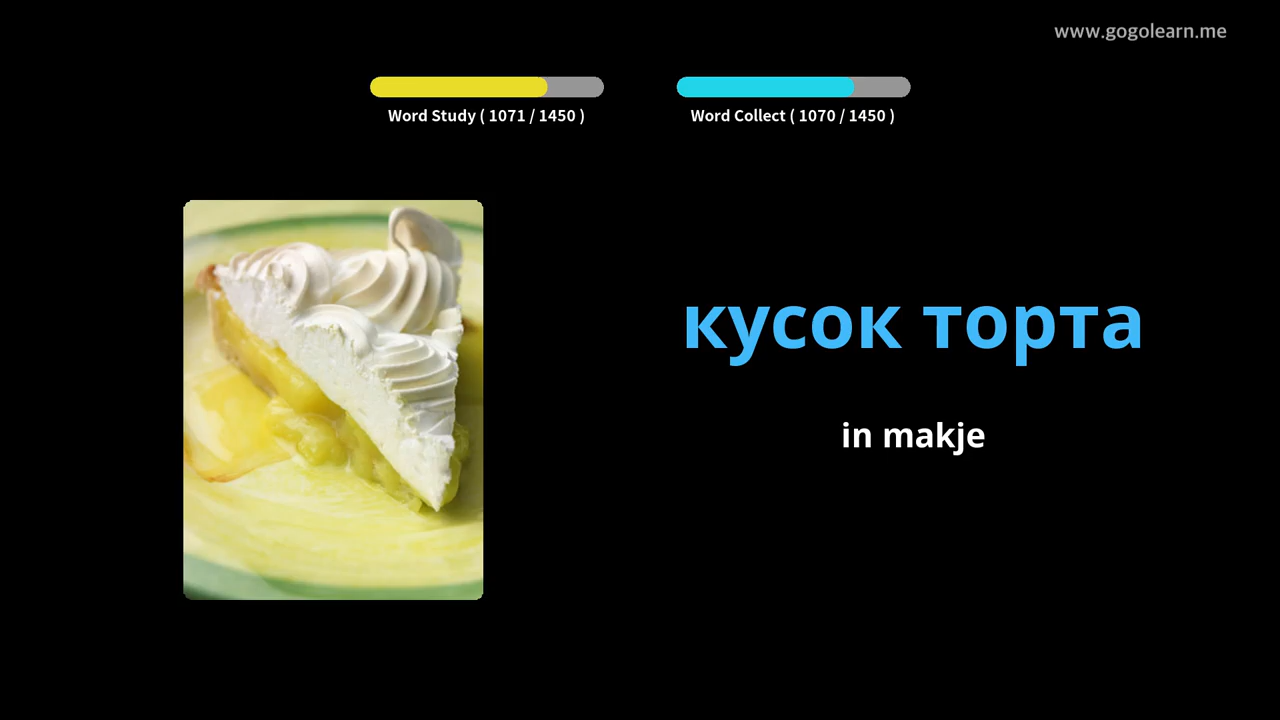 www.gogolearn.me
Word Study ( 1071 / 1450 )
Word Collect ( 1070 / 1450 )
кусок торта
in makje